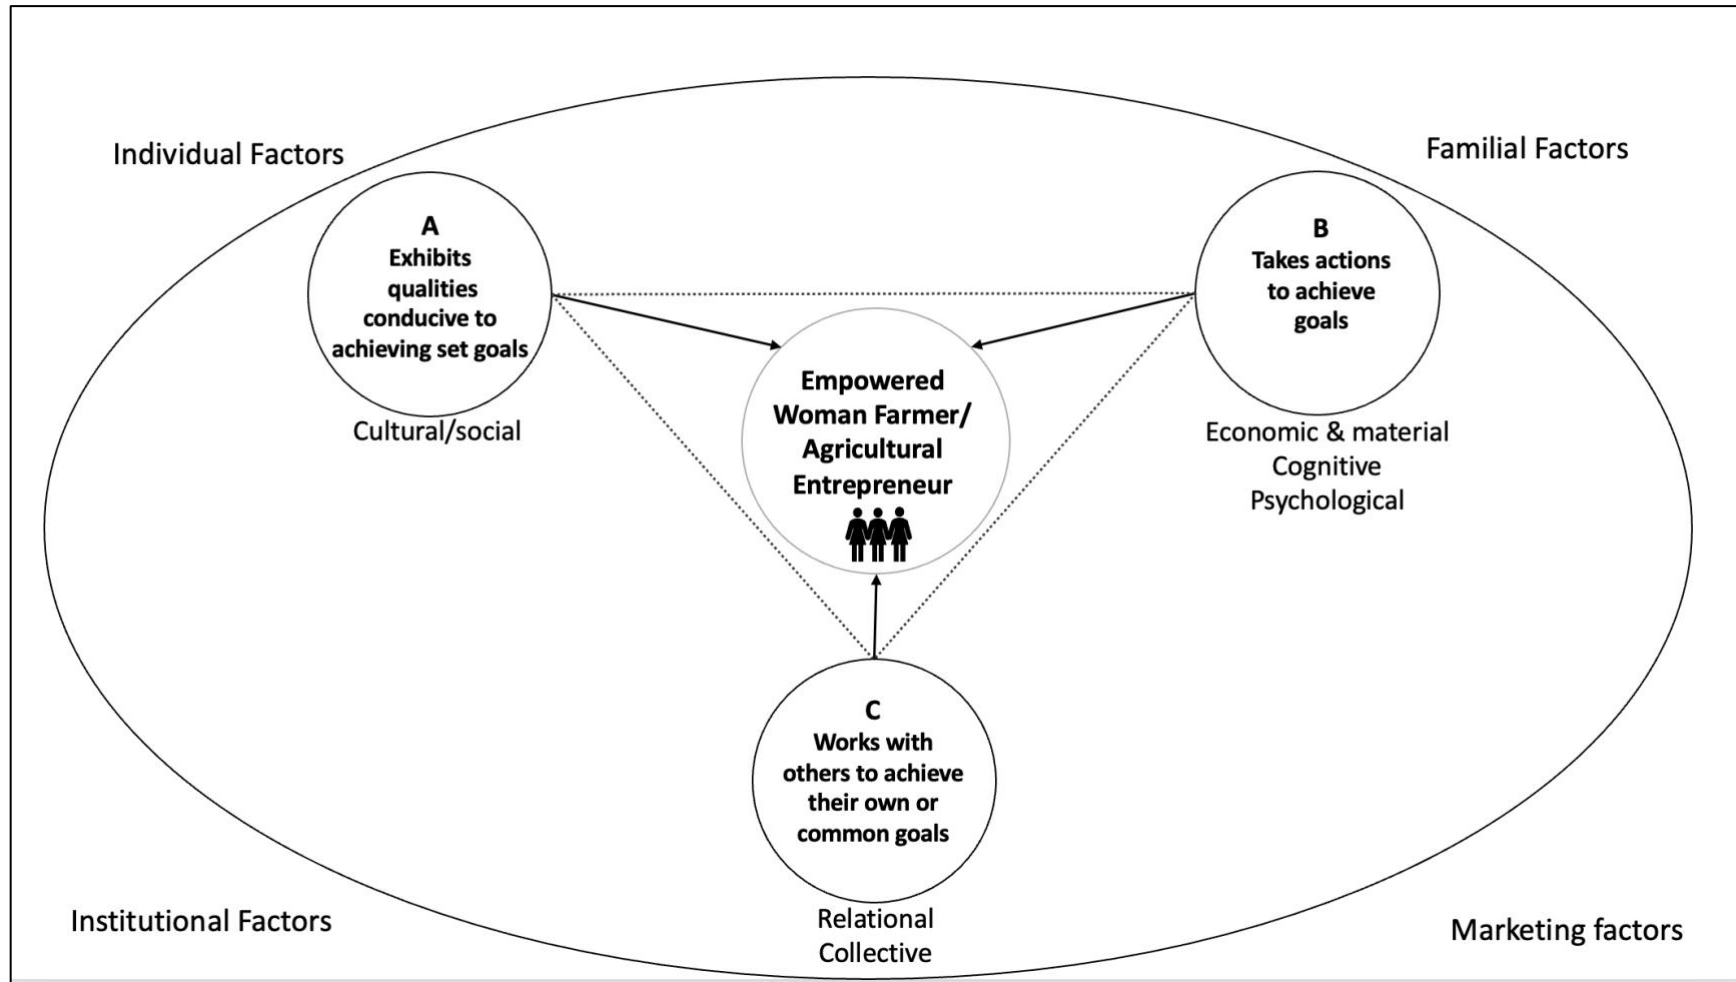 Individual Factors
Familial Factors
A
Exhibits
qualities
conducive to
achieving set goals
Cultural/social
B
Takes actions
to achieve
goals
Economic & material
Cognitive
Psychological
Empowered
Woman Farmer/
Agricultural
Entrepreneur
C
Works with
others to achieve
their own or
common goals
Relational
Collective
Institutional Factors
Marketing factors